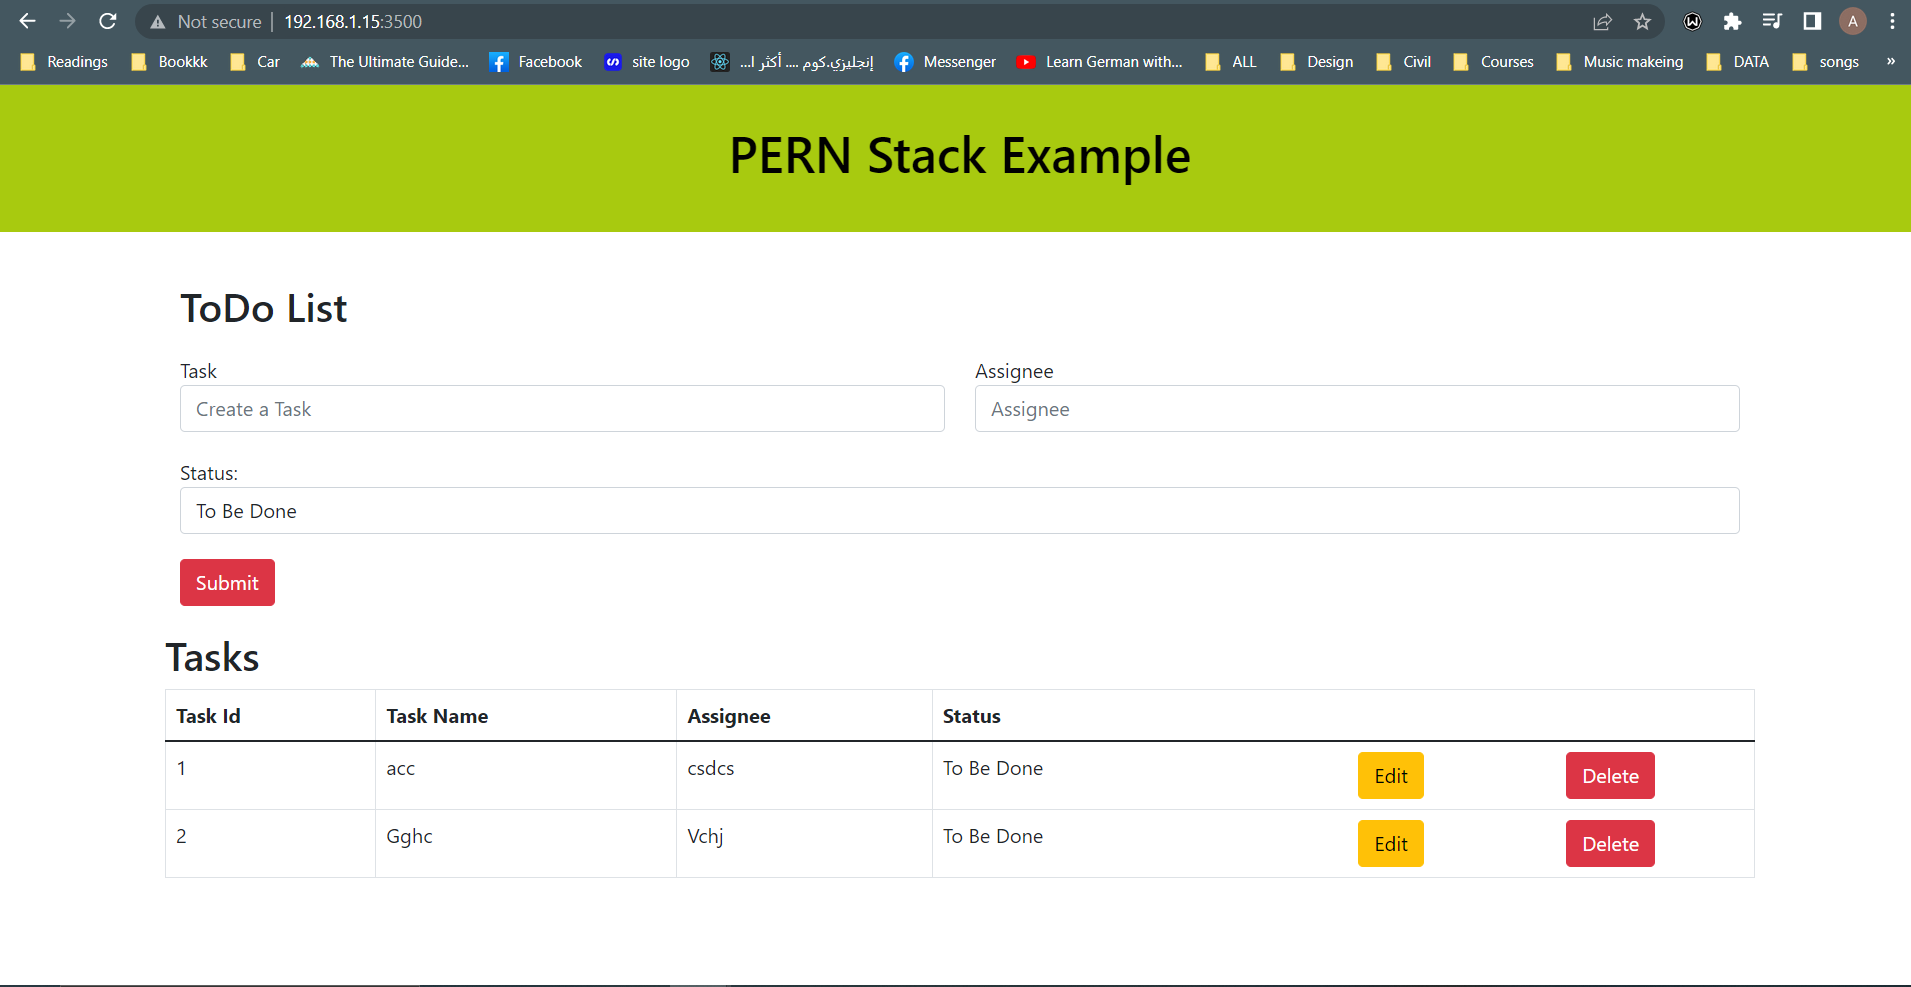 Not secure 192.168.1.15:3500 A
Readings Bookkk Car The Ultimate Guide... Facebook site logo إنجليزي.كوم .... أكثر ا... Messenger Learn German with... ALL Design Civil Courses Music makeing DATA songs »
PERN Stack Example
ToDo List
Task Assignee
Create a Task Assignee
Status:
To Be Done
Submit
Tasks
Task Id Task Name Assignee Status
1 acc csdcs To Be Done Edit Delete
2 Gghc Vchj To Be Done Edit Delete